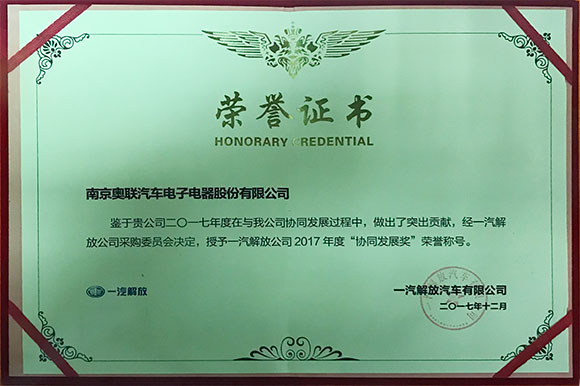 荣誉证书
HONORARY CREDENTIAL
南京奥联汽车电子电器股份有限公司
鉴于贵公司二〇一七年度在与我公司协同发展过程中，做出了突出贡献，经一汽解
放公司采购委员会决定，授予一汽解放公司2017年度“协同发展奖”荣誉称号。
一汽解放
一汽解放汽车有限公司
二〇一七年十二月